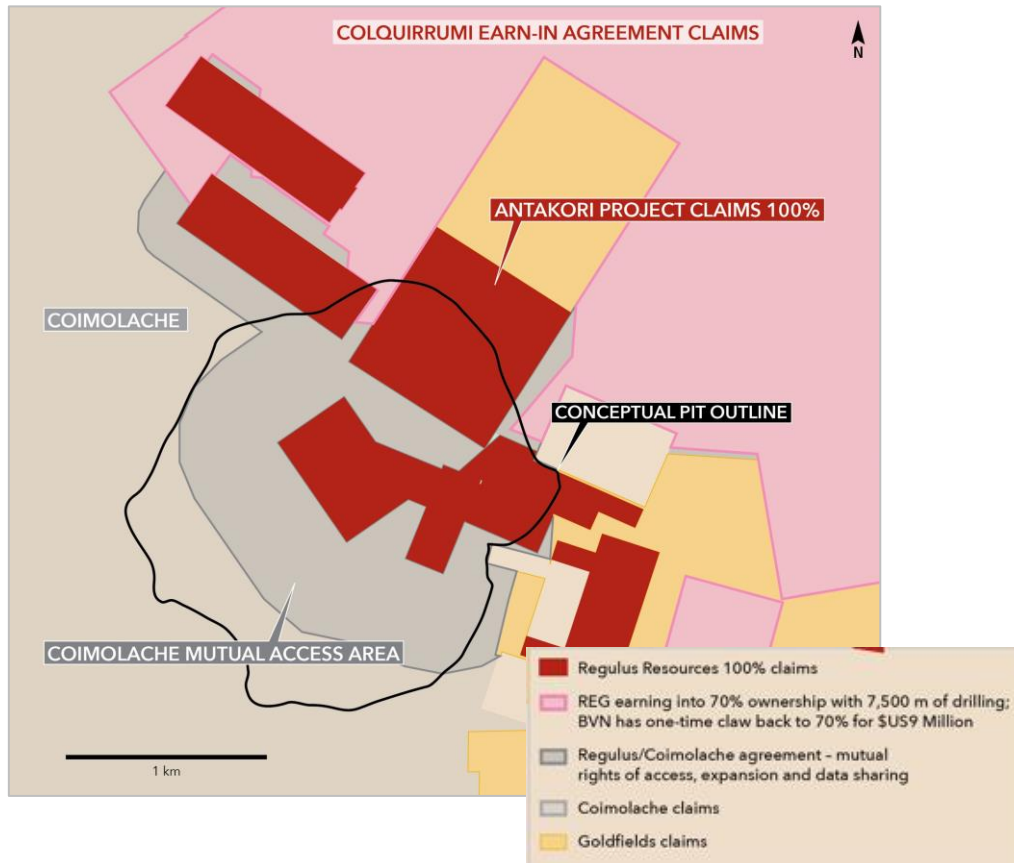 COLQUIRRUMI EARN-IN AGREEMENT CLAIMS
N
ANTAKORI PROJECT CLAIMS 100%
COIMOLACHE
CONCEPTUAL PIT OUTLINE
COIMOLACHE MUTUAL ACCESS AREA
1 km
Regulus Resources 100% claims
REG earning into 70% ownership with 7,500 m of drilling;
BVN has one-time claw back to 70% for $US9 Million
Regulus/Coimolache agreement – mutual
rights of access, expansion and data sharing
Coimolache claims
Goldfields claims